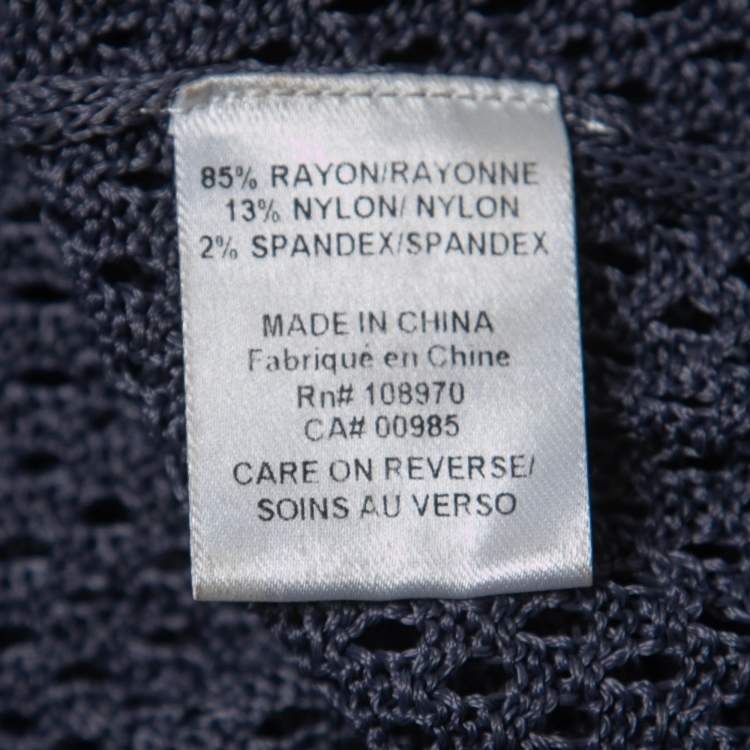 85% RAYON/RAYONNE
13% NYLON/ NYLON
2% SPANDEX/SPANDEX
MADE IN CHINA
Fabriqué en Chine
Rn# 108970
CA# 00985
CARE ON REVERSE/
SOINS AU VERSO